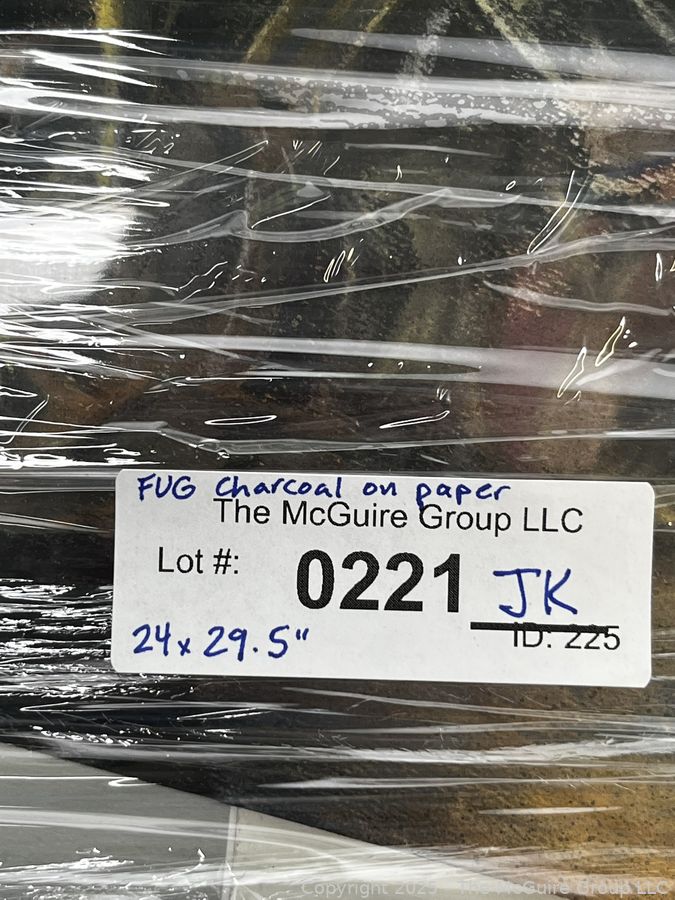 FUG Charcoal on paper
The McGuire Group LLC
Lot #: 0221 JK
24 x 29.5" ID: 225
Copyright 2025 The McGuire Group LLC